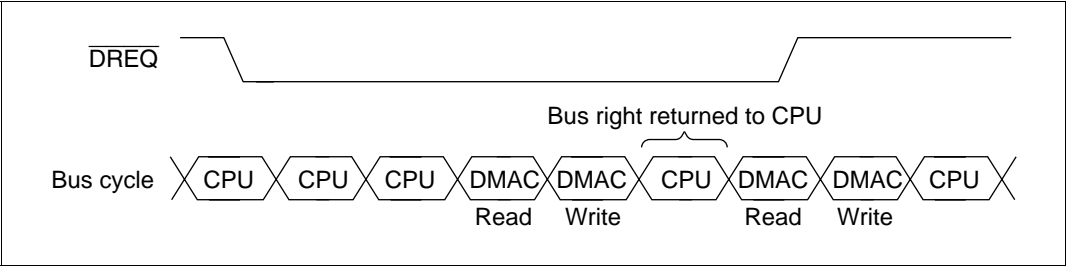 DREQ
Bus right returned to CPU
Bus cycle CPU CPU CPU DMAC DMAC CPU DMAC DMAC CPU
Read Write Read Write